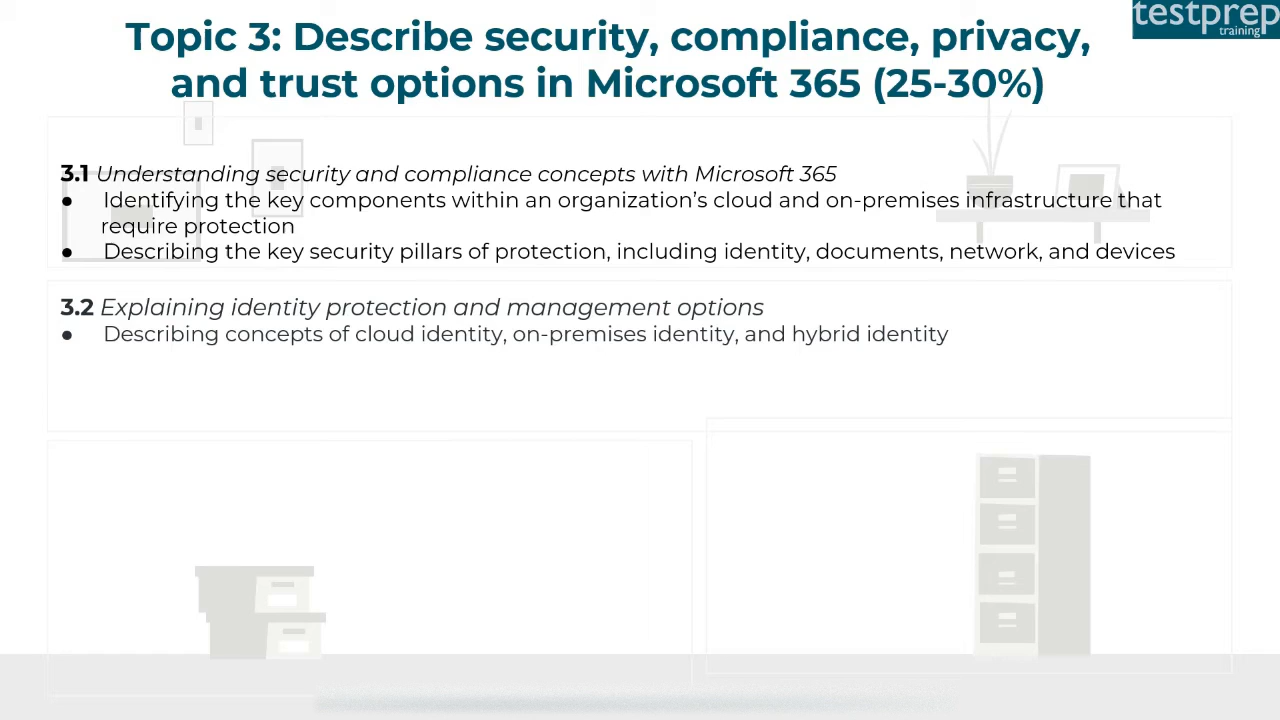 Topic 3: Describe security, compliance, privacy,
and trust options in Microsoft 365 (25-30%)
testprep
training
3.1 Understanding security and compliance concepts with Microsoft 365
● Identifying the key components within an organization’s cloud and on-premises infrastructure that
require protection
● Describing the key security pillars of protection, including identity, documents, network, and devices
3.2 Explaining identity protection and management options
● Describing concepts of cloud identity, on-premises identity, and hybrid identity